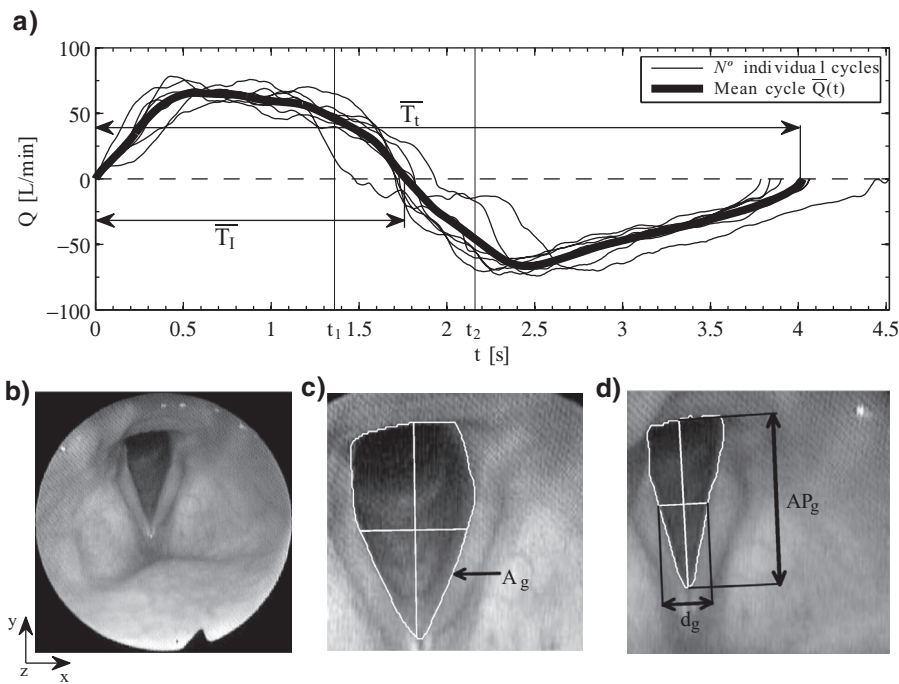 a)
100
50
0
−50
−100
Q [L/min]
Nº individual cycles
Mean cycle Q̅(t)
T̅t
T̅I
0 0.5 1 t1 1.5 2 t2 2.5 3 3.5 4 4.5
t [s]
b)
c)
d)
Ag
APg
dg
y
z
x